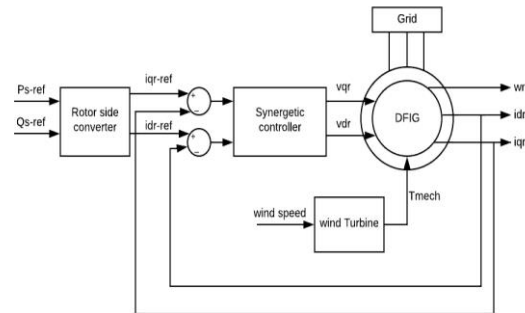 Grid
iqr-ref
Ps-ref
Rotor side
converter
Qs-ref
idr-ref
+
−
+
−
Synergetic
controller
vqr
vdr
DFIG
wr
idr
iqr
Tmech
wind speed
wind Turbine